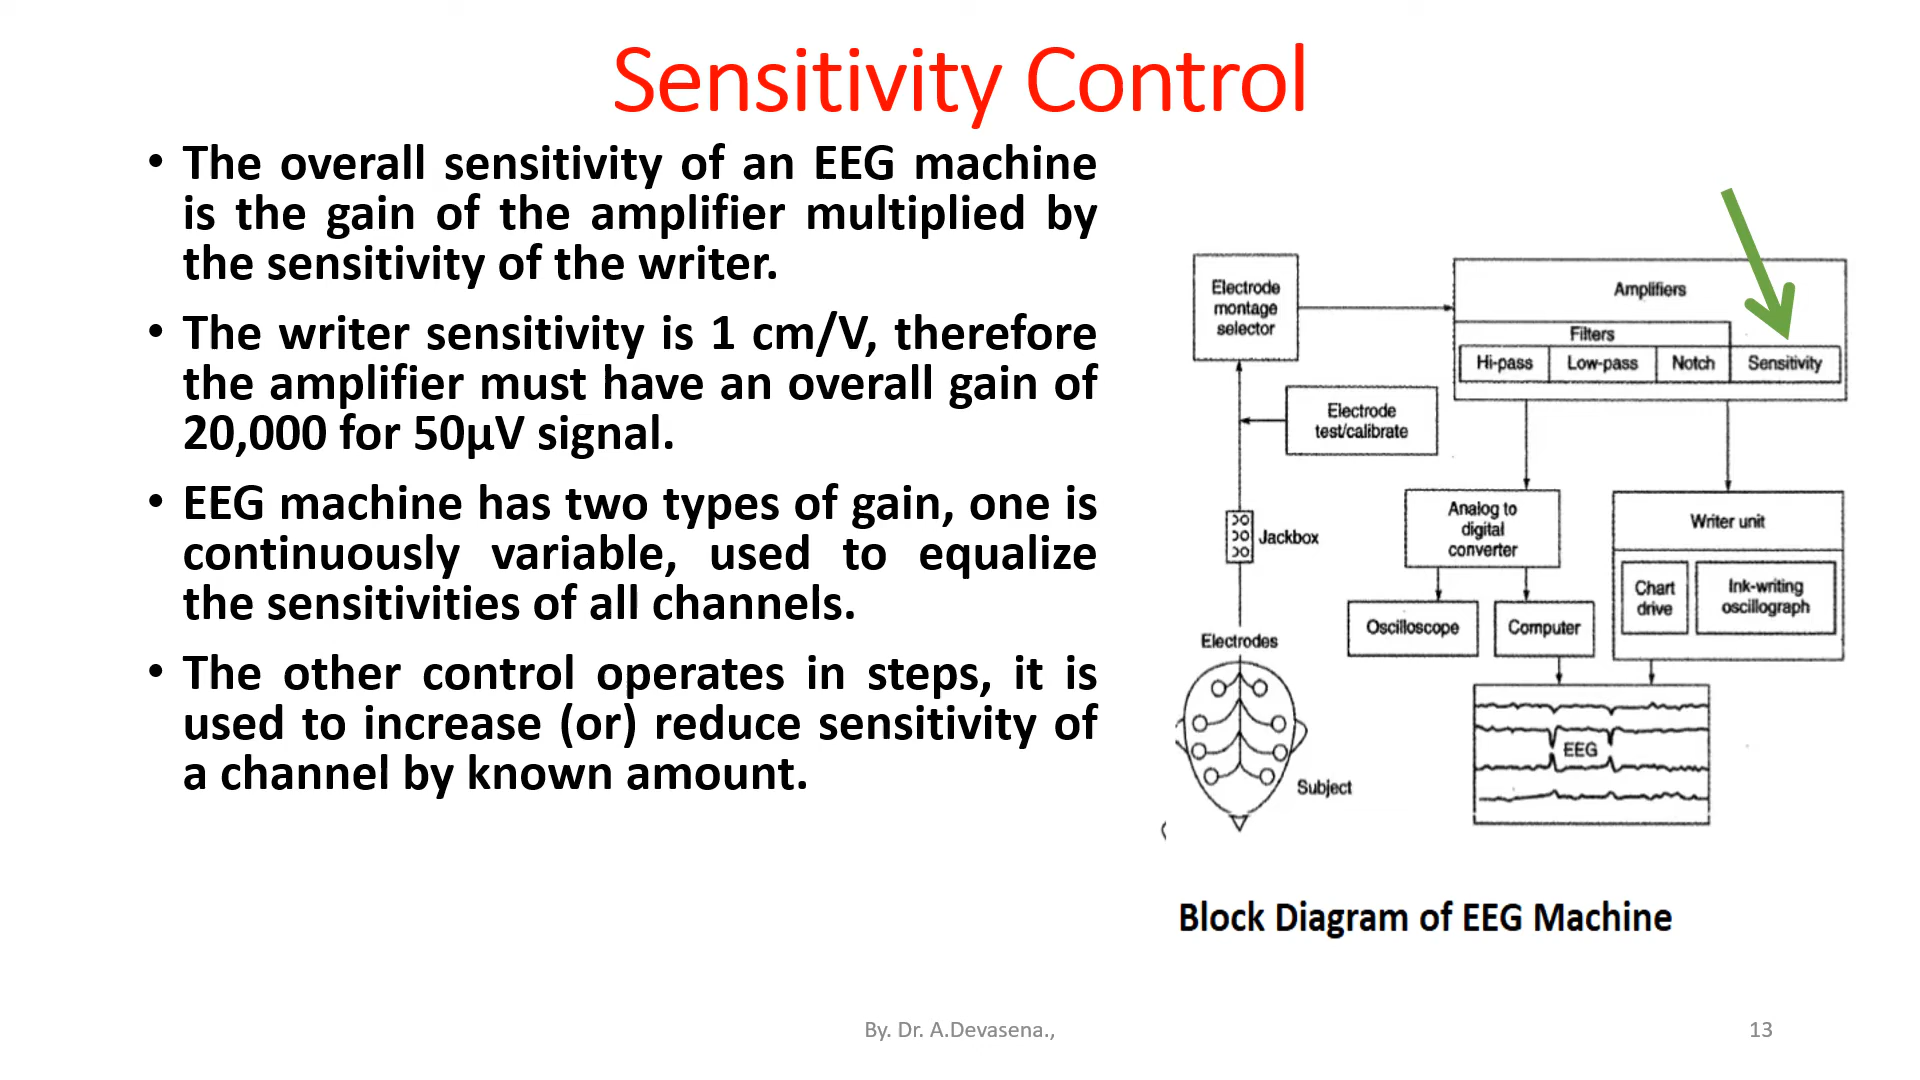 Sensitivity Control
• The overall sensitivity of an EEG machine
is the gain of the amplifier multiplied by
the sensitivity of the writer.
• The writer sensitivity is 1 cm/V, therefore
the amplifier must have an overall gain of
20,000 for 50µV signal.
• EEG machine has two types of gain, one is
continuously variable, used to equalize
the sensitivities of all channels.
• The other control operates in steps, it is
used to increase (or) reduce sensitivity of
a channel by known amount.
Electrode
montage
selector
Amplifiers
Filters
Hi-pass
Low-pass
Notch
Sensitivity
Electrode
test/calibrate
Analog to
digital
converter
Writer unit
Jackbox
Chart
drive
Ink-writing
oscillograph
Oscilloscope
Computer
Electrodes
EEG
Subject
Block Diagram of EEG Machine
By. Dr. A.Devasena.,
13